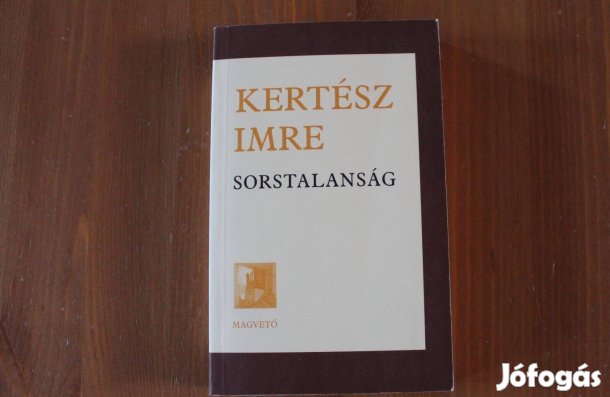 KERTÉSZ
IMRE
SORSTALANSÁG
MAGVETŐ
Jófogás